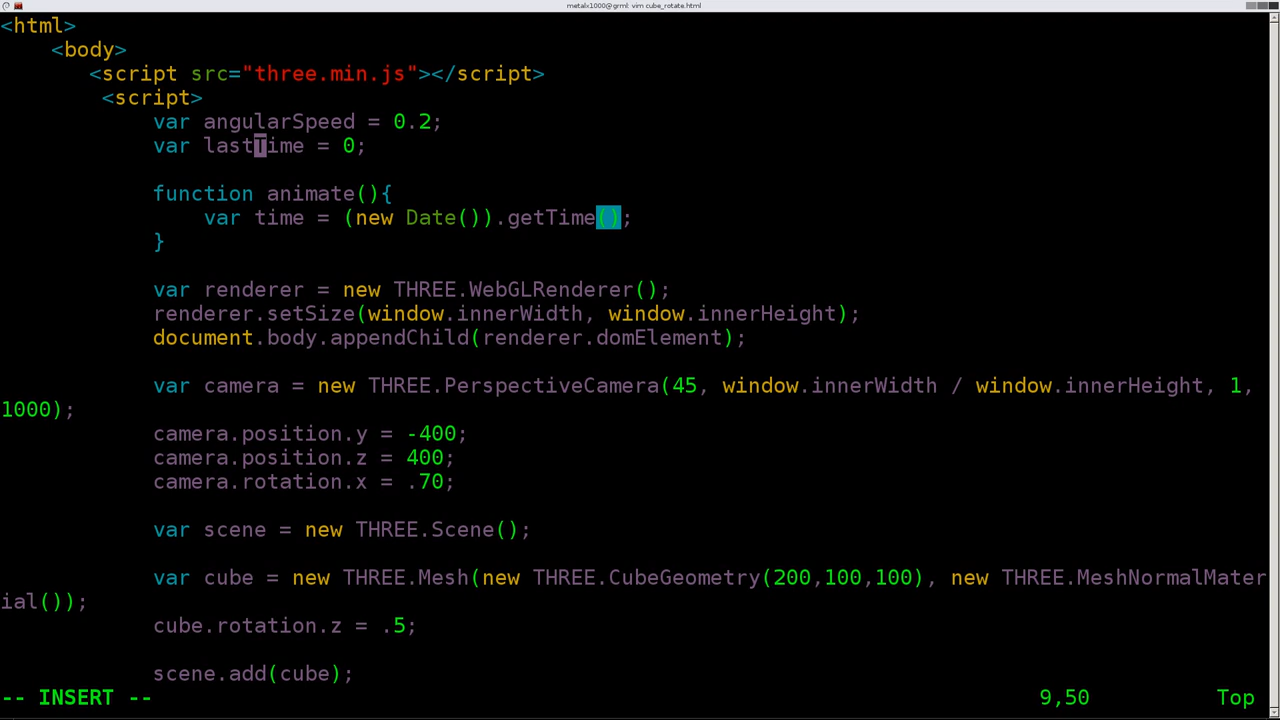 metalx1000@grml: vim cube_rotate.html
<html>
    <body>
       <script src="three.min.js"></script>
        <script>
            var angularSpeed = 0.2;
            var lastTime = 0;

            function animate(){
                var time = (new Date()).getTime();
            }

            var renderer = new THREE.WebGLRenderer();
            renderer.setSize(window.innerWidth, window.innerHeight);
            document.body.appendChild(renderer.domElement);

            var camera = new THREE.PerspectiveCamera(45, window.innerWidth / window.innerHeight, 1,
1000);
            camera.position.y = -400;
            camera.position.z = 400;
            camera.rotation.x = .70;

            var scene = new THREE.Scene();

            var cube = new THREE.Mesh(new THREE.CubeGeometry(200,100,100), new THREE.MeshNormalMater
ial());
            cube.rotation.z = .5;

            scene.add(cube);
-- INSERT -- 9,50 Top